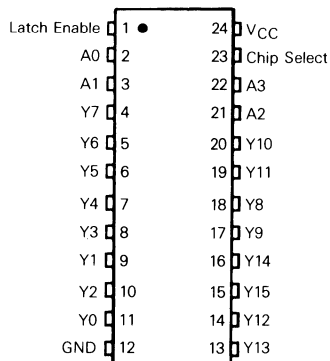 Latch Enable 1 24 VCC
A0 2 23 Chip Select
A1 3 22 A3
Y7 4 21 A2
Y6 5 20 Y10
Y5 6 19 Y11
Y4 7 18 Y8
Y3 8 17 Y9
Y1 9 16 Y14
Y2 10 15 Y15
Y0 11 14 Y12
GND 12 13 Y13